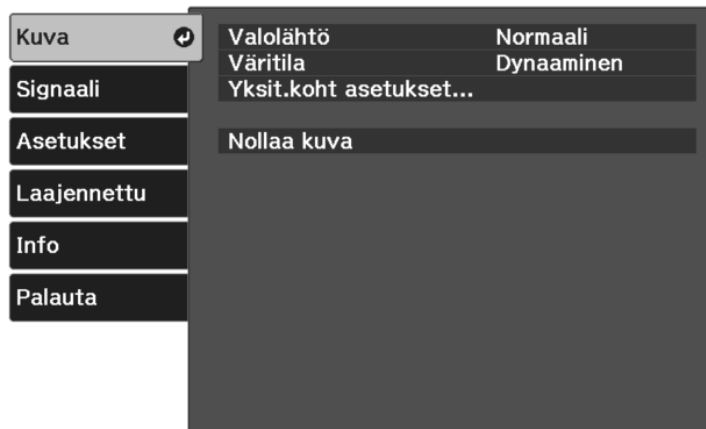 Kuva
Signaali
Asetukset
Laajennettu
Info
Palauta
Valolähtö Normaali
Väritila Dynaaminen
Yksit.koht asetukset...
Nollaa kuva